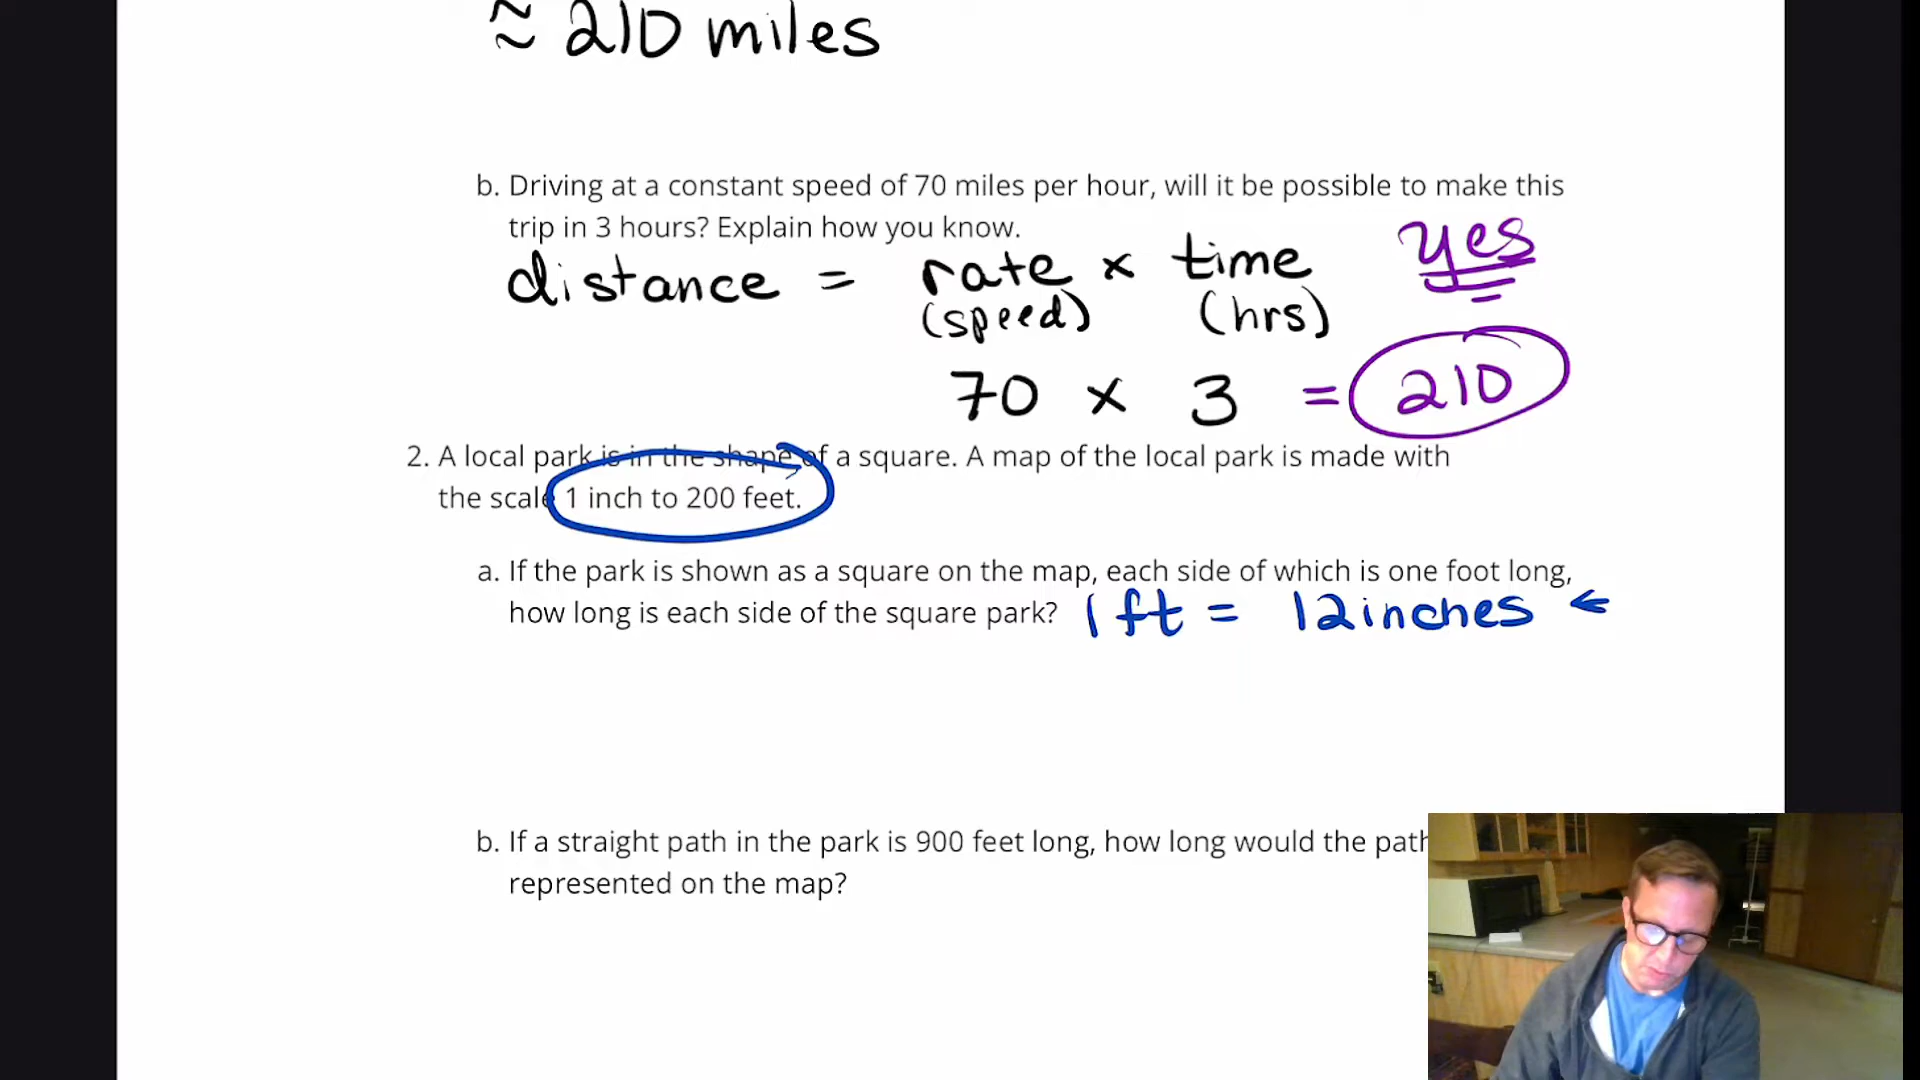 ≈ 210 miles
b. Driving at a constant speed of 70 miles per hour, will it be possible to make this
trip in 3 hours? Explain how you know.
yes
distance = rate × time
(speed) (hrs)
70 × 3 = 210
2. A local park is in the shape of a square. A map of the local park is made with
the scale 1 inch to 200 feet.
a. If the park is shown as a square on the map, each side of which is one foot long,
how long is each side of the square park? 1 ft = 12 inches ←
b. If a straight path in the park is 900 feet long, how long would the path
represented on the map?